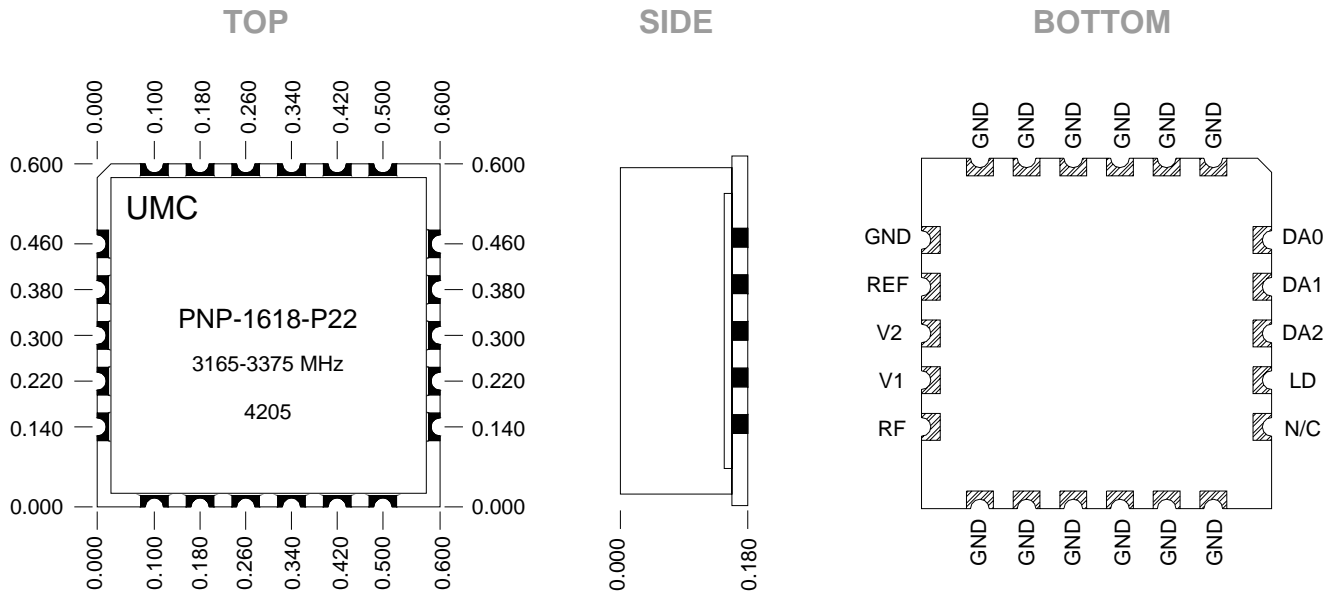 TOP
SIDE
BOTTOM
0.000
0.100
0.180
0.260
0.340
0.420
0.500
0.600
0.600
0.460
0.380
0.300
0.220
0.140
0.000
UMC
PNP-1618-P22
3165-3375 MHz
4205
0.600
0.460
0.380
0.300
0.220
0.140
0.000
0.000
0.100
0.180
0.260
0.340
0.420
0.500
0.600
0.000
0.180
GND GND GND GND GND GND
GND
REF
V2
V1
RF
DA0
DA1
DA2
LD
N/C
GND GND GND GND GND GND